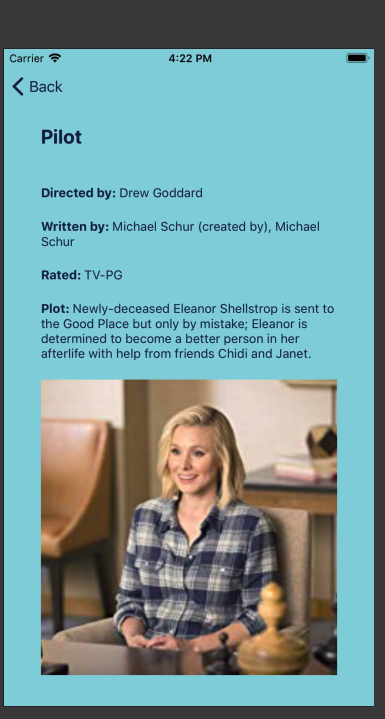 Carrier 4:22 PM
Back
Pilot
Directed by: Drew Goddard
Written by: Michael Schur (created by), Michael
Schur
Rated: TV-PG
Plot: Newly-deceased Eleanor Shellstrop is sent to
the Good Place but only by mistake; Eleanor is
determined to become a better person in her
afterlife with help from friends Chidi and Janet.